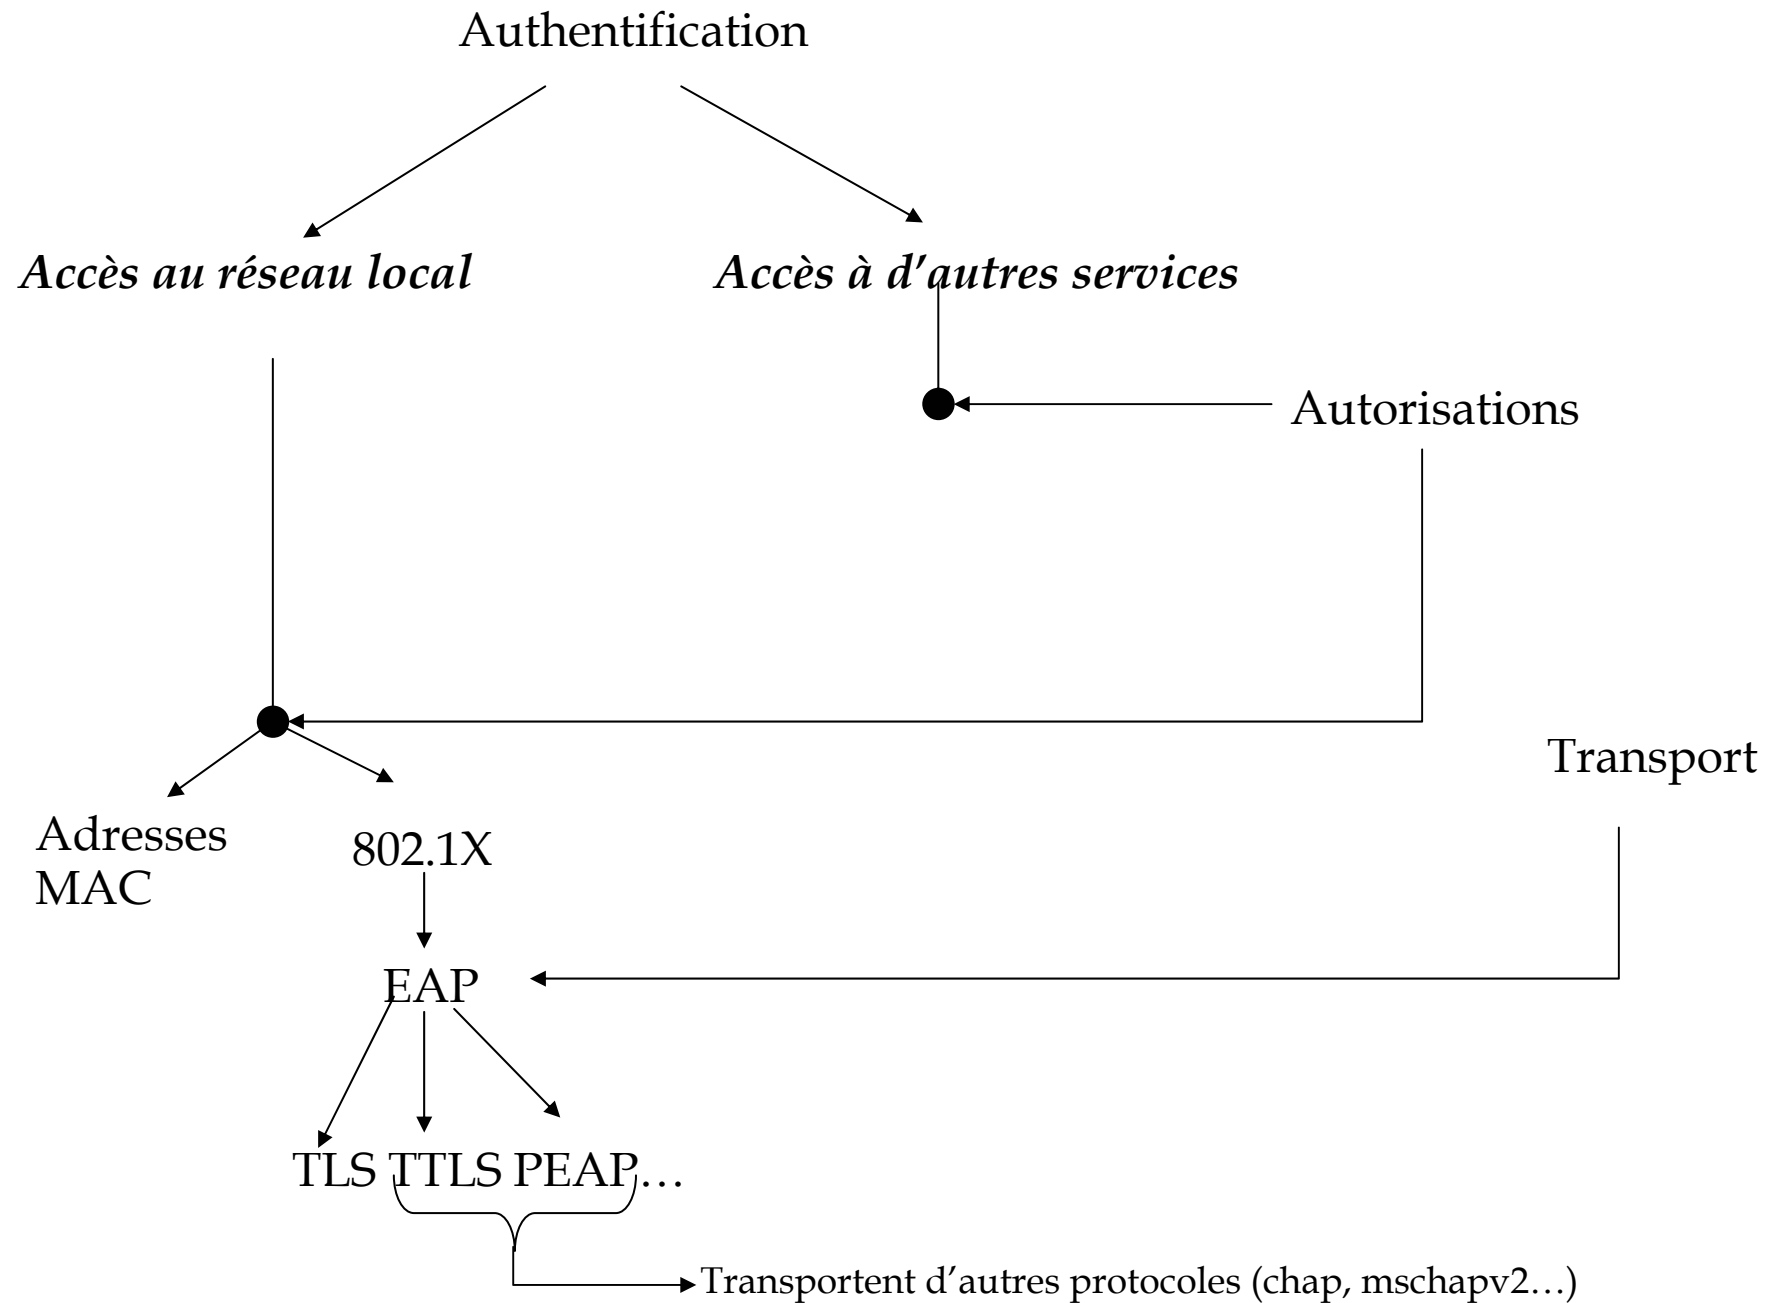 Authentification
Accès au réseau local
Accès à d’autres services
Autorisations
Transport
Adresses
MAC
802.1X
EAP
TLS TTLS PEAP…
Transportent d’autres protocoles (chap, mschapv2…)